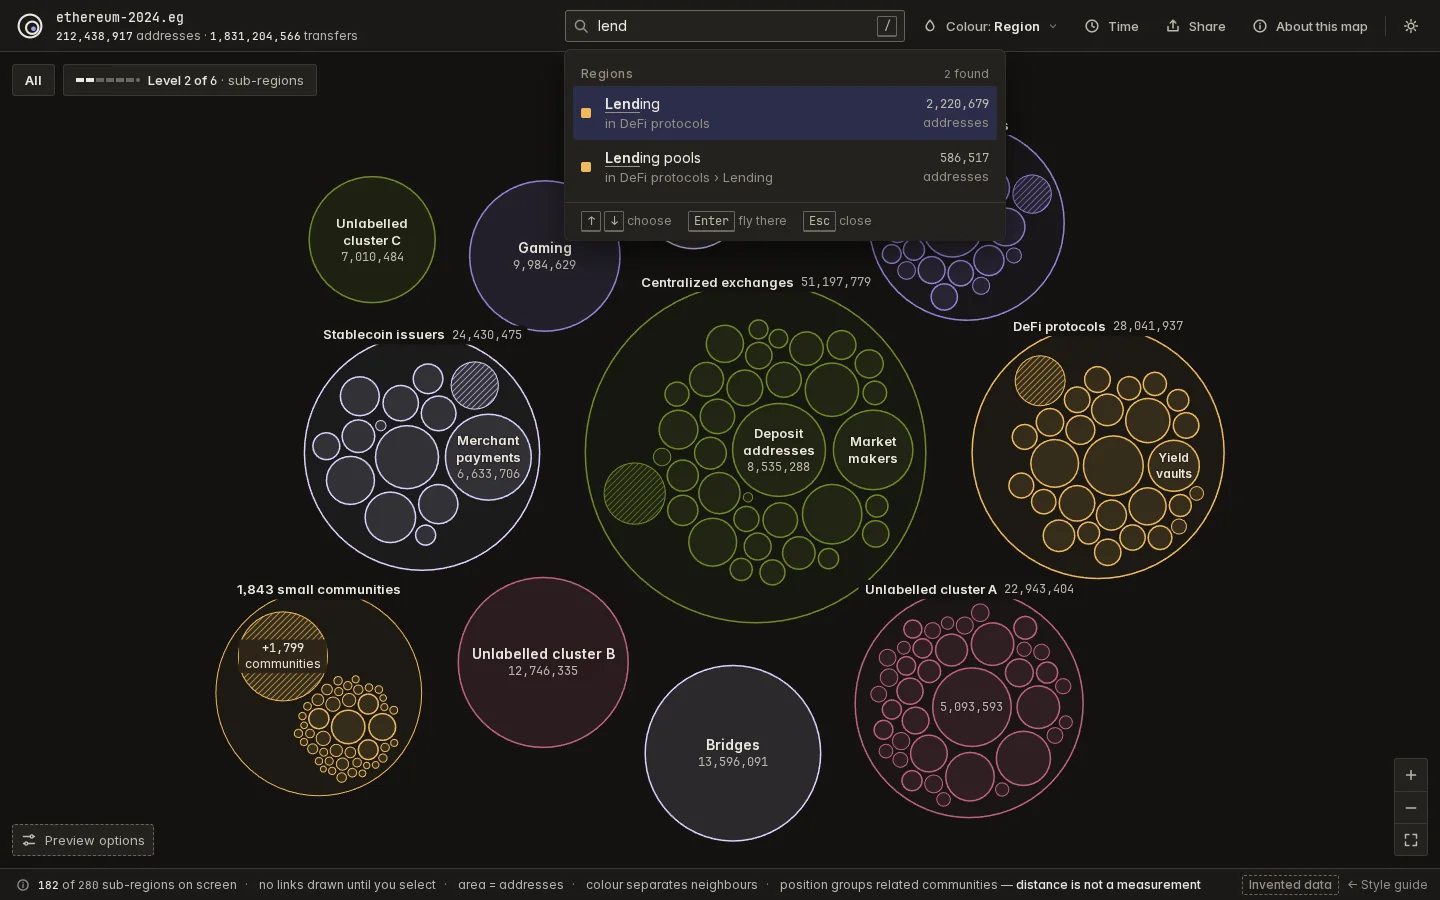 ethereum-2024.eg
212,438,917 addresses · 1,831,204,566 transfers
lend
/
Colour: Region
Time
Share
About this map
All
Level 2 of 6 · sub-regions
Regions
2 found
Lending
2,220,679
in DeFi protocols
addresses
Lending pools
586,517
in DeFi protocols › Lending
addresses
↑ ↓ choose Enter fly there Esc close
s
Unlabelled
cluster C
7,010,484
Gaming
9,984,629
Centralized exchanges 51,197,779
Stablecoin issuers 24,430,475
DeFi protocols 28,041,937
Merchant
payments
6,633,706
Deposit
addresses
8,535,288
Market
makers
Yield
vaults
1,843 small communities
+1,799
communities
Unlabelled cluster B
12,746,335
Unlabelled cluster A 22,943,404
5,093,593
Bridges
13,596,091
+
−
Preview options
182 of 280 sub-regions on screen · no links drawn until you select · area = addresses · colour separates neighbours · position groups related communities — distance is not a measurement
Invented data
← Style guide